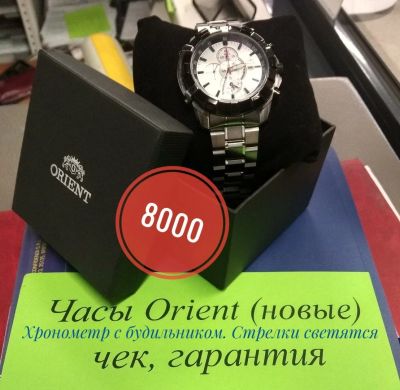 ORIENT
8000
Часы Orient (новые)
Хронометр с будильником. Стрелки светятся
чек, гарантия